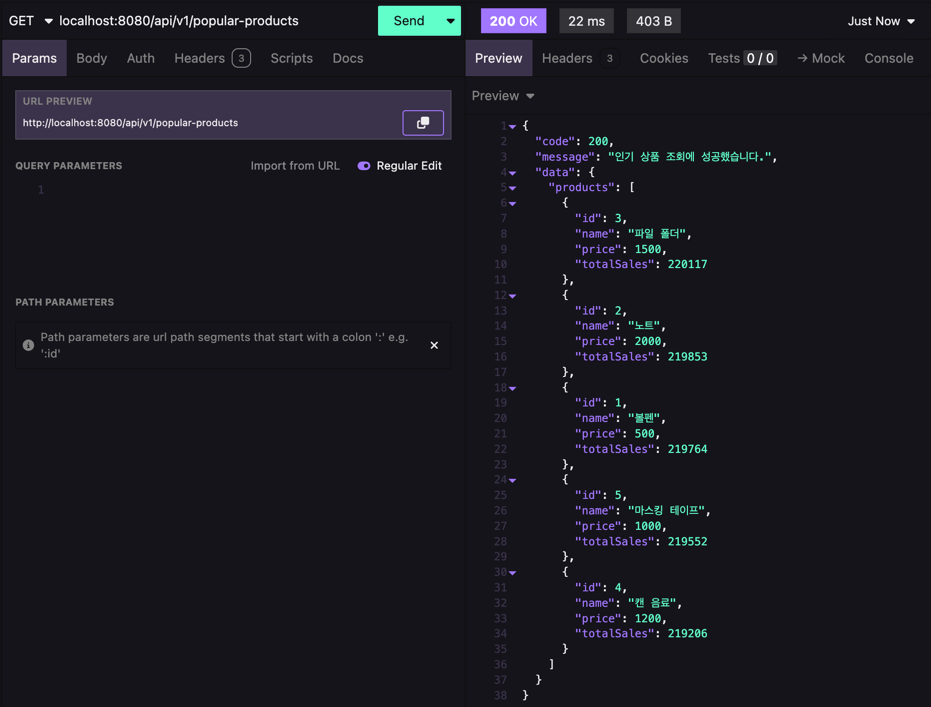 GET localhost:8080/api/v1/popular-products Send 200 OK 22 ms 403 B Just Now
Params Body Auth Headers 3 Scripts Docs
URL PREVIEW
http://localhost:8080/api/v1/popular-products
QUERY PARAMETERS Import from URL Regular Edit
1
PATH PARAMETERS
Path parameters are url path segments that start with a colon ':' e.g.
':id'
Preview Headers 3 Cookies Tests 0 / 0 → Mock Console
Preview
1 {
2 "code": 200,
3 "message": "인기 상품 조회에 성공했습니다.",
4 "data": {
5 "products": [
6 {
7 "id": 3,
8 "name": "파일 폴더",
9 "price": 1500,
10 "totalSales": 220117
11 },
12 {
13 "id": 2,
14 "name": "노트",
15 "price": 2000,
16 "totalSales": 219853
17 },
18 {
19 "id": 1,
20 "name": "볼펜",
21 "price": 500,
22 "totalSales": 219764
23 },
24 {
25 "id": 5,
26 "name": "마스킹 테이프",
27 "price": 1000,
28 "totalSales": 219552
29 },
30 {
31 "id": 4,
32 "name": "캔 음료",
33 "price": 1200,
34 "totalSales": 219206
35 }
36 ]
37 }
38 }